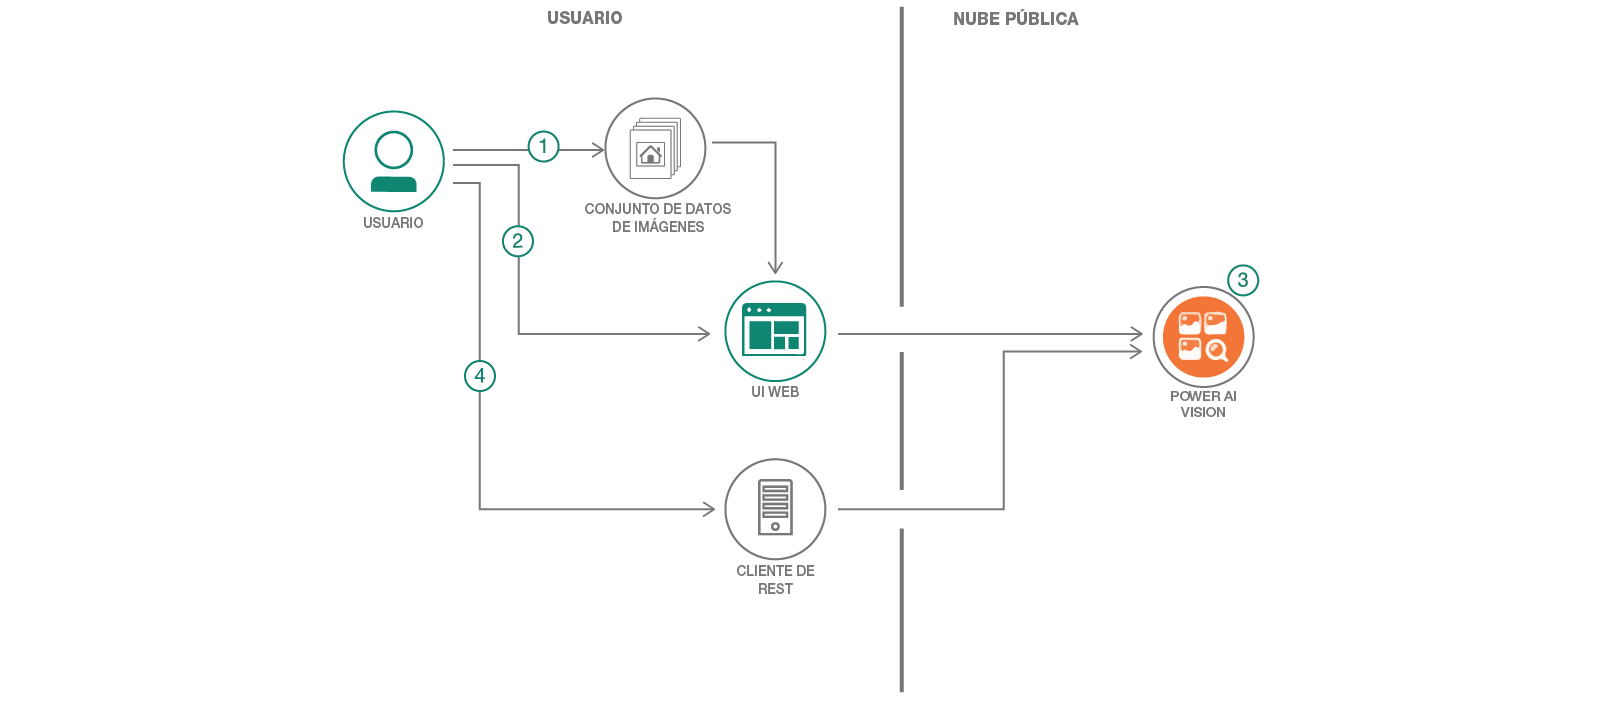 USUARIO
NUBE PÚBLICA
1
USUARIO
CONJUNTO DE DATOS
DE IMÁGENES
2
3
4
UI WEB
POWER AI
VISION
CLIENTE DE
REST